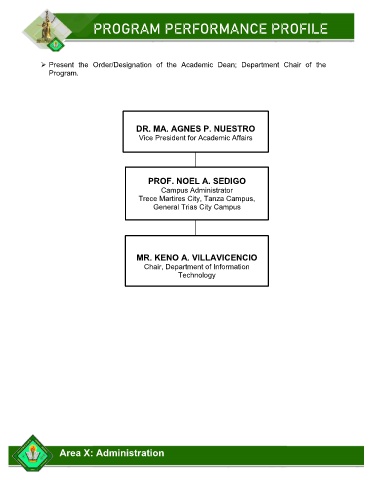 PROGRAM PERFORMANCE PROFILE
➢ Present the Order/Designation of the Academic Dean; Department Chair of the
Program.
DR. MA. AGNES P. NUESTRO
Vice President for Academic Affairs
PROF. NOEL A. SEDIGO
Campus Administrator
Trece Martires City, Tanza Campus,
General Trias City Campus
MR. KENO A. VILLAVICENCIO
Chair, Department of Information
Technology
Area X: Administration